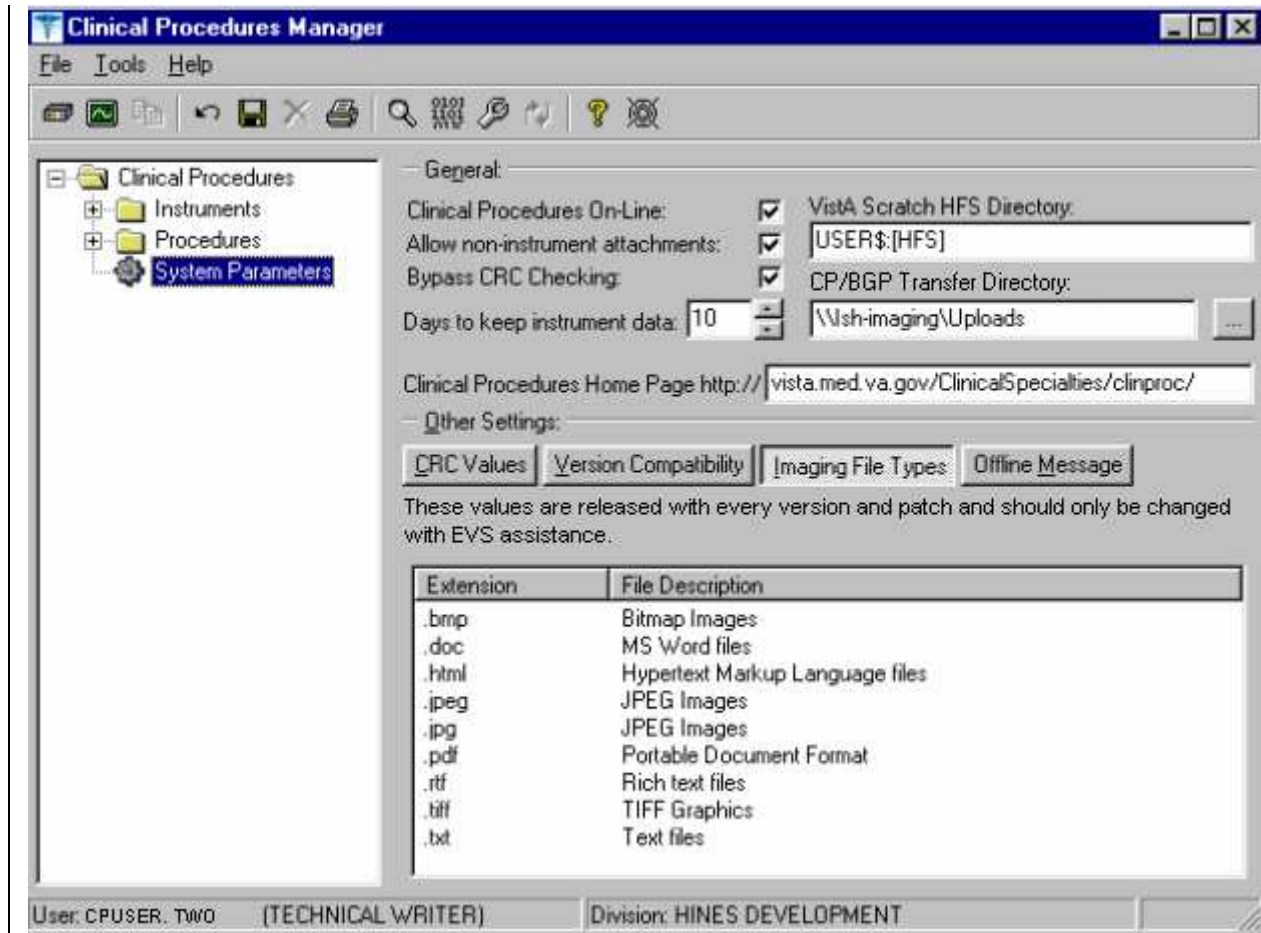 Clinical Procedures Manager
File Tools Help
Clinical Procedures
Instruments
Procedures
System Parameters
General:
Clinical Procedures On-Line:
Allow non-instrument attachments:
Bypass CRC Checking:
Days to keep instrument data: 10
VistA Scratch HFS Directory:
USER$:[HFS]
CP/BGP Transfer Directory:
\\Ish-imaging\Uploads
...
Clinical Procedures Home Page http:// vista.med.va.gov/ClinicalSpecialties/clinproc/
Other Settings:
CRC Values Version Compatibility Imaging File Types Offline Message
These values are released with every version and patch and should only be changed
with EVS assistance.
Extension File Description
.bmp Bitmap Images
.doc MS Word files
.html Hypertext Markup Language files
.jpeg JPEG Images
.jpg JPEG Images
.pdf Portable Document Format
.rtf Rich text files
.tiff TIFF Graphics
.txt Text files
User: CPUSER. TWO (TECHNICAL WRITER) Division: HINES DEVELOPMENT